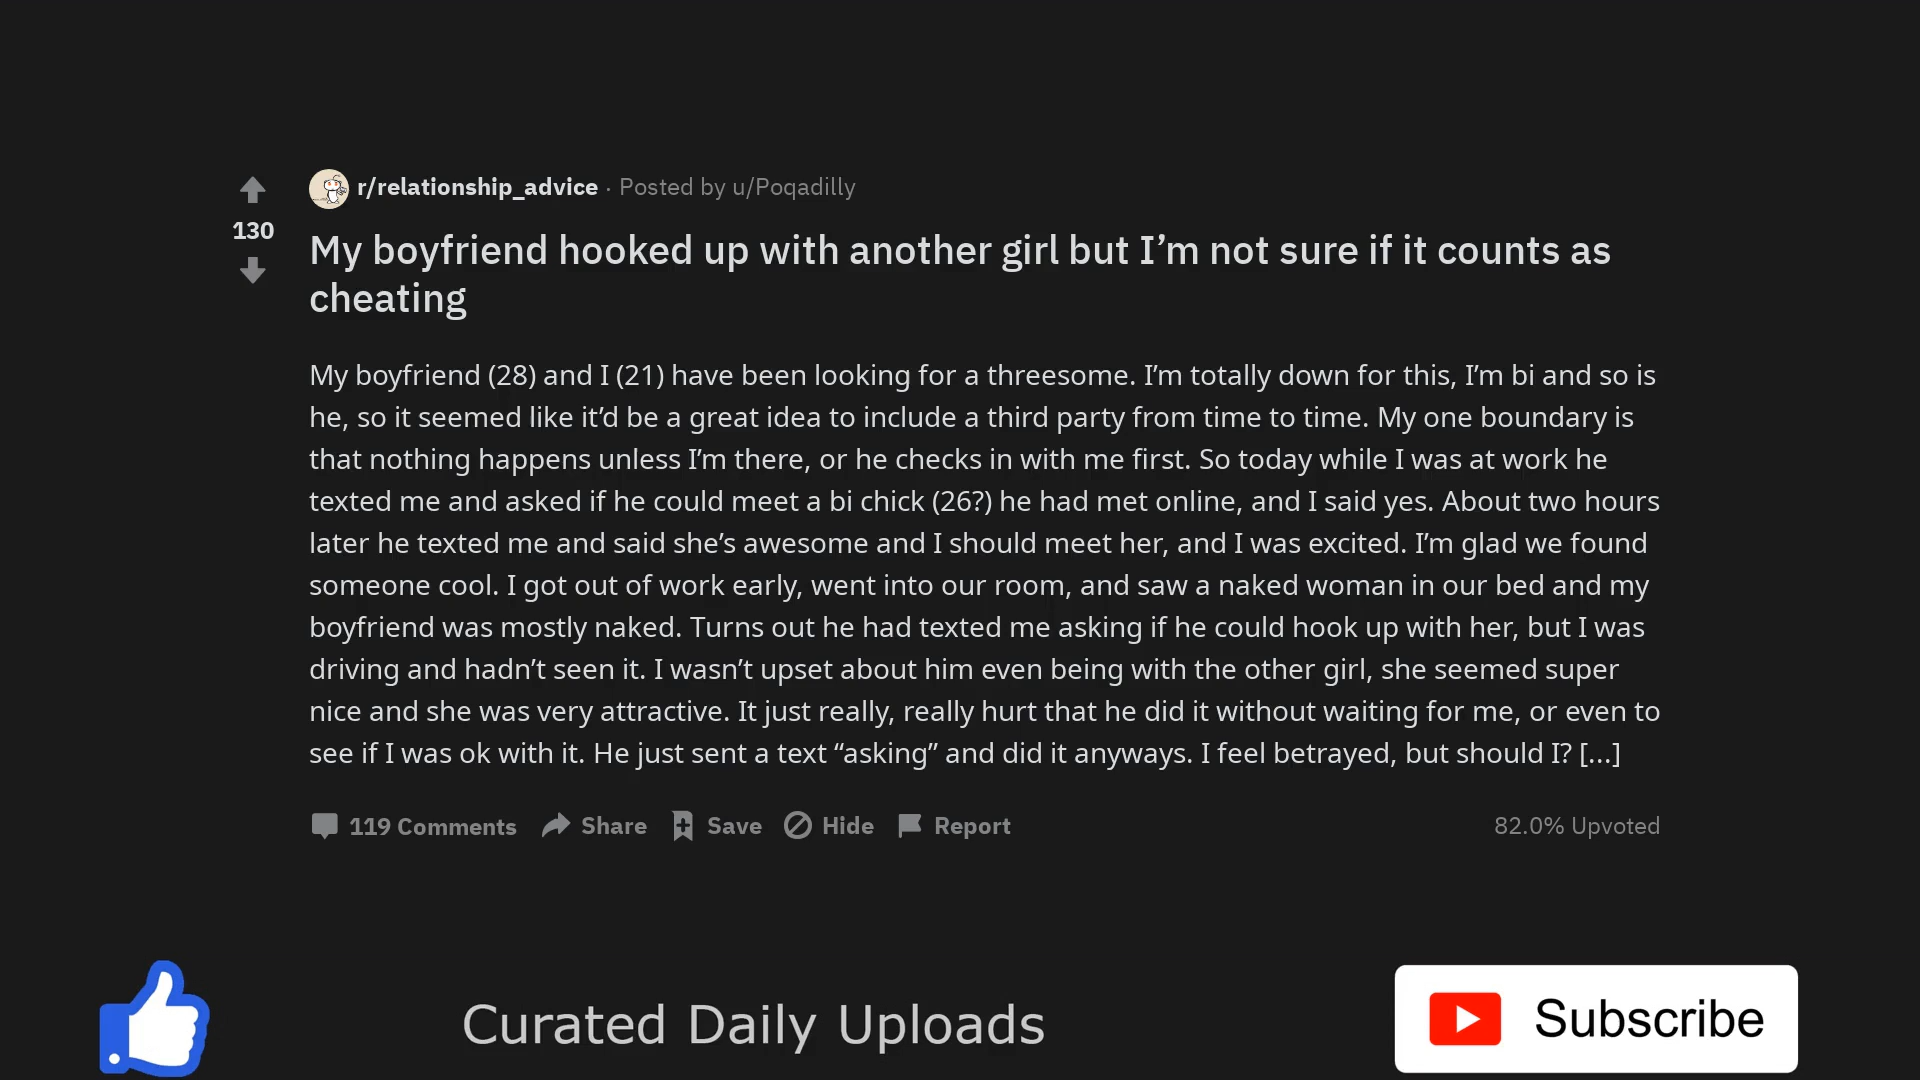 r/relationship_advice · Posted by u/Poqadilly
130
My boyfriend hooked up with another girl but I’m not sure if it counts as
cheating
My boyfriend (28) and I (21) have been looking for a threesome. I’m totally down for this, I’m bi and so is
he, so it seemed like it’d be a great idea to include a third party from time to time. My one boundary is
that nothing happens unless I’m there, or he checks in with me first. So today while I was at work he
texted me and asked if he could meet a bi chick (26?) he had met online, and I said yes. About two hours
later he texted me and said she’s awesome and I should meet her, and I was excited. I’m glad we found
someone cool. I got out of work early, went into our room, and saw a naked woman in our bed and my
boyfriend was mostly naked. Turns out he had texted me asking if he could hook up with her, but I was
driving and hadn’t seen it. I wasn’t upset about him even being with the other girl, she seemed super
nice and she was very attractive. It just really, really hurt that he did it without waiting for me, or even to
see if I was ok with it. He just sent a text “asking” and did it anyways. I feel betrayed, but should I? [...]
119 Comments Share Save Hide Report 82.0% Upvoted
Curated Daily Uploads
Subscribe